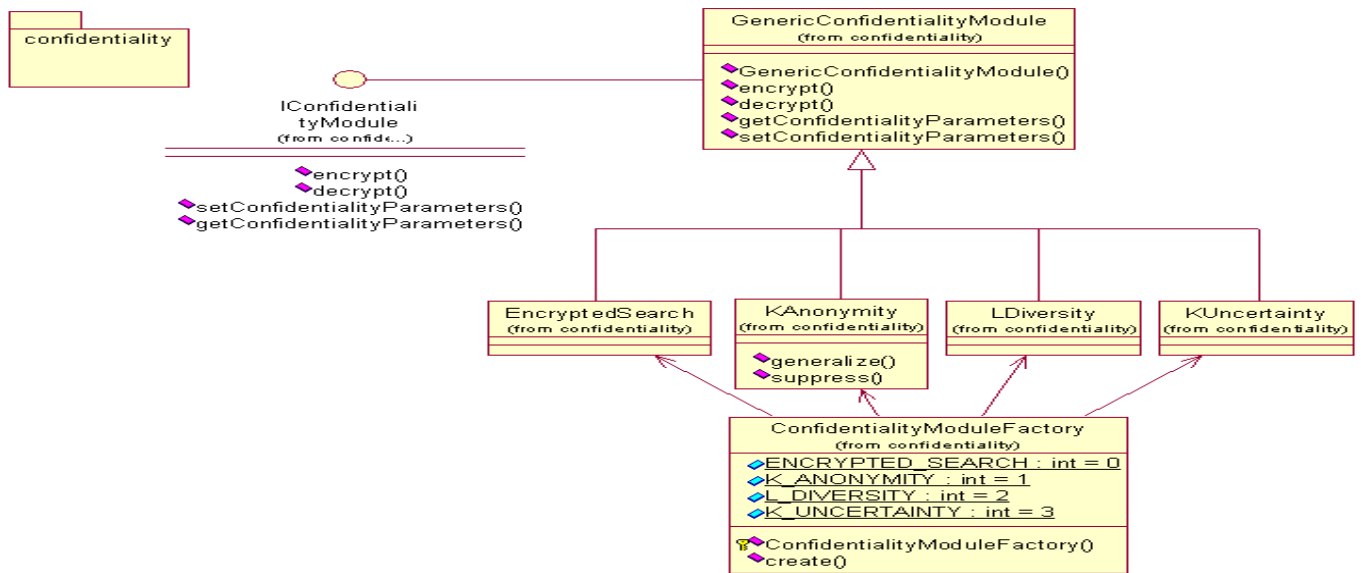 confidentiality
GenericConfidentialityModule
(from confidentiality)
GenericConfidentialityModule()
encrypt()
decrypt()
getConfidentialityParameters()
setConfidentialityParameters()
IConfidentiali
tyModule
(from confide...)
encrypt()
decrypt()
setConfidentialityParameters()
getConfidentialityParameters()
EncryptedSearch
(from confidentiality)
KAnonymity
(from confidentiality)
generalize()
suppress()
LDiversity
(from confidentiality)
KUncertainty
(from confidentiality)
ConfidentialityModuleFactory
(from confidentiality)
ENCRYPTED_SEARCH : int = 0
K_ANONYMITY : int = 1
L_DIVERSITY : int = 2
K_UNCERTAINTY : int = 3
ConfidentialityModuleFactory()
create()